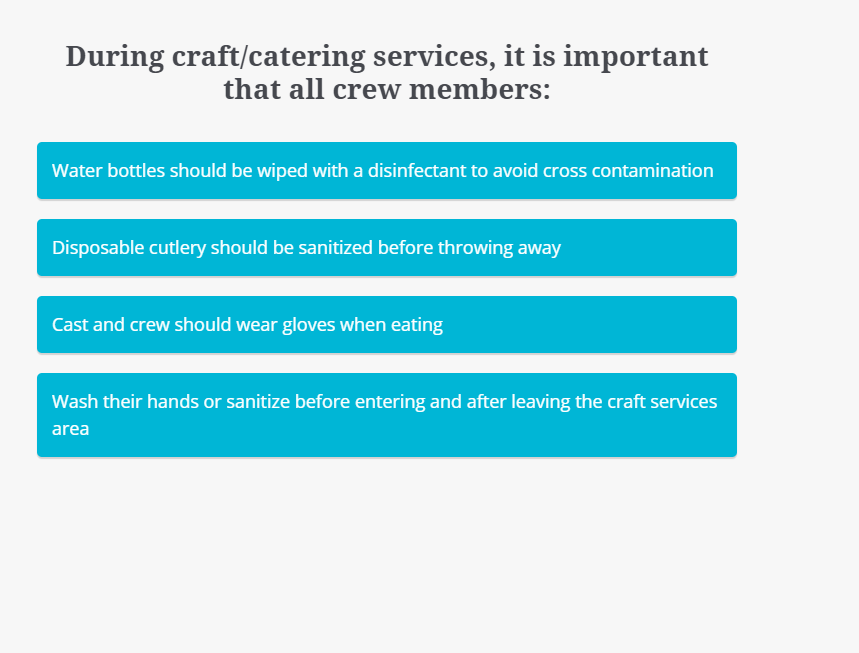 During craft/catering services, it is important
that all crew members:
Water bottles should be wiped with a disinfectant to avoid cross contamination
Disposable cutlery should be sanitized before throwing away
Cast and crew should wear gloves when eating
Wash their hands or sanitize before entering and after leaving the craft services
area